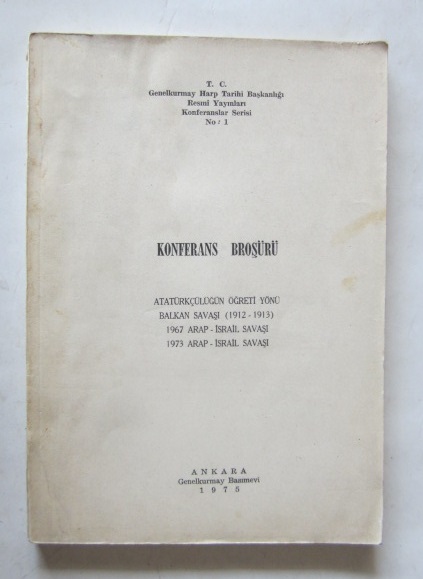 T. C.
Genelkurmay Harp Tarihi Başkanlığı
Resmi Yayınları
Konferanslar Serisi
No: 1
KONFERANS BROŞÜRÜ
ATATÜRKÇÜLÜĞÜN ÖĞRETİ YÖNÜ
BALKAN SAVAŞI (1912 - 1913)
1967 ARAP - İSRAİL SAVAŞI
1973 ARAP - İSRAİL SAVAŞI
ANKARA
Genelkurmay Basımevi
1975